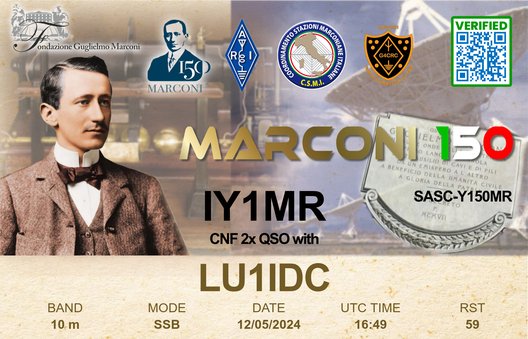 Fondazione Guglielmo Marconi
150
MARCONI
A
R I
COORDINAMENTO STAZIONI MARCONIANE ITALIANE
C.S.M.I.
G4CRC
VERIFIED
MARCONI 150
IY1MR
SASC-Y150MR
CNF 2x QSO with
LU1IDC
BAND MODE DATE UTC TIME RST
10 m SSB 12/05/2024 16:49 59